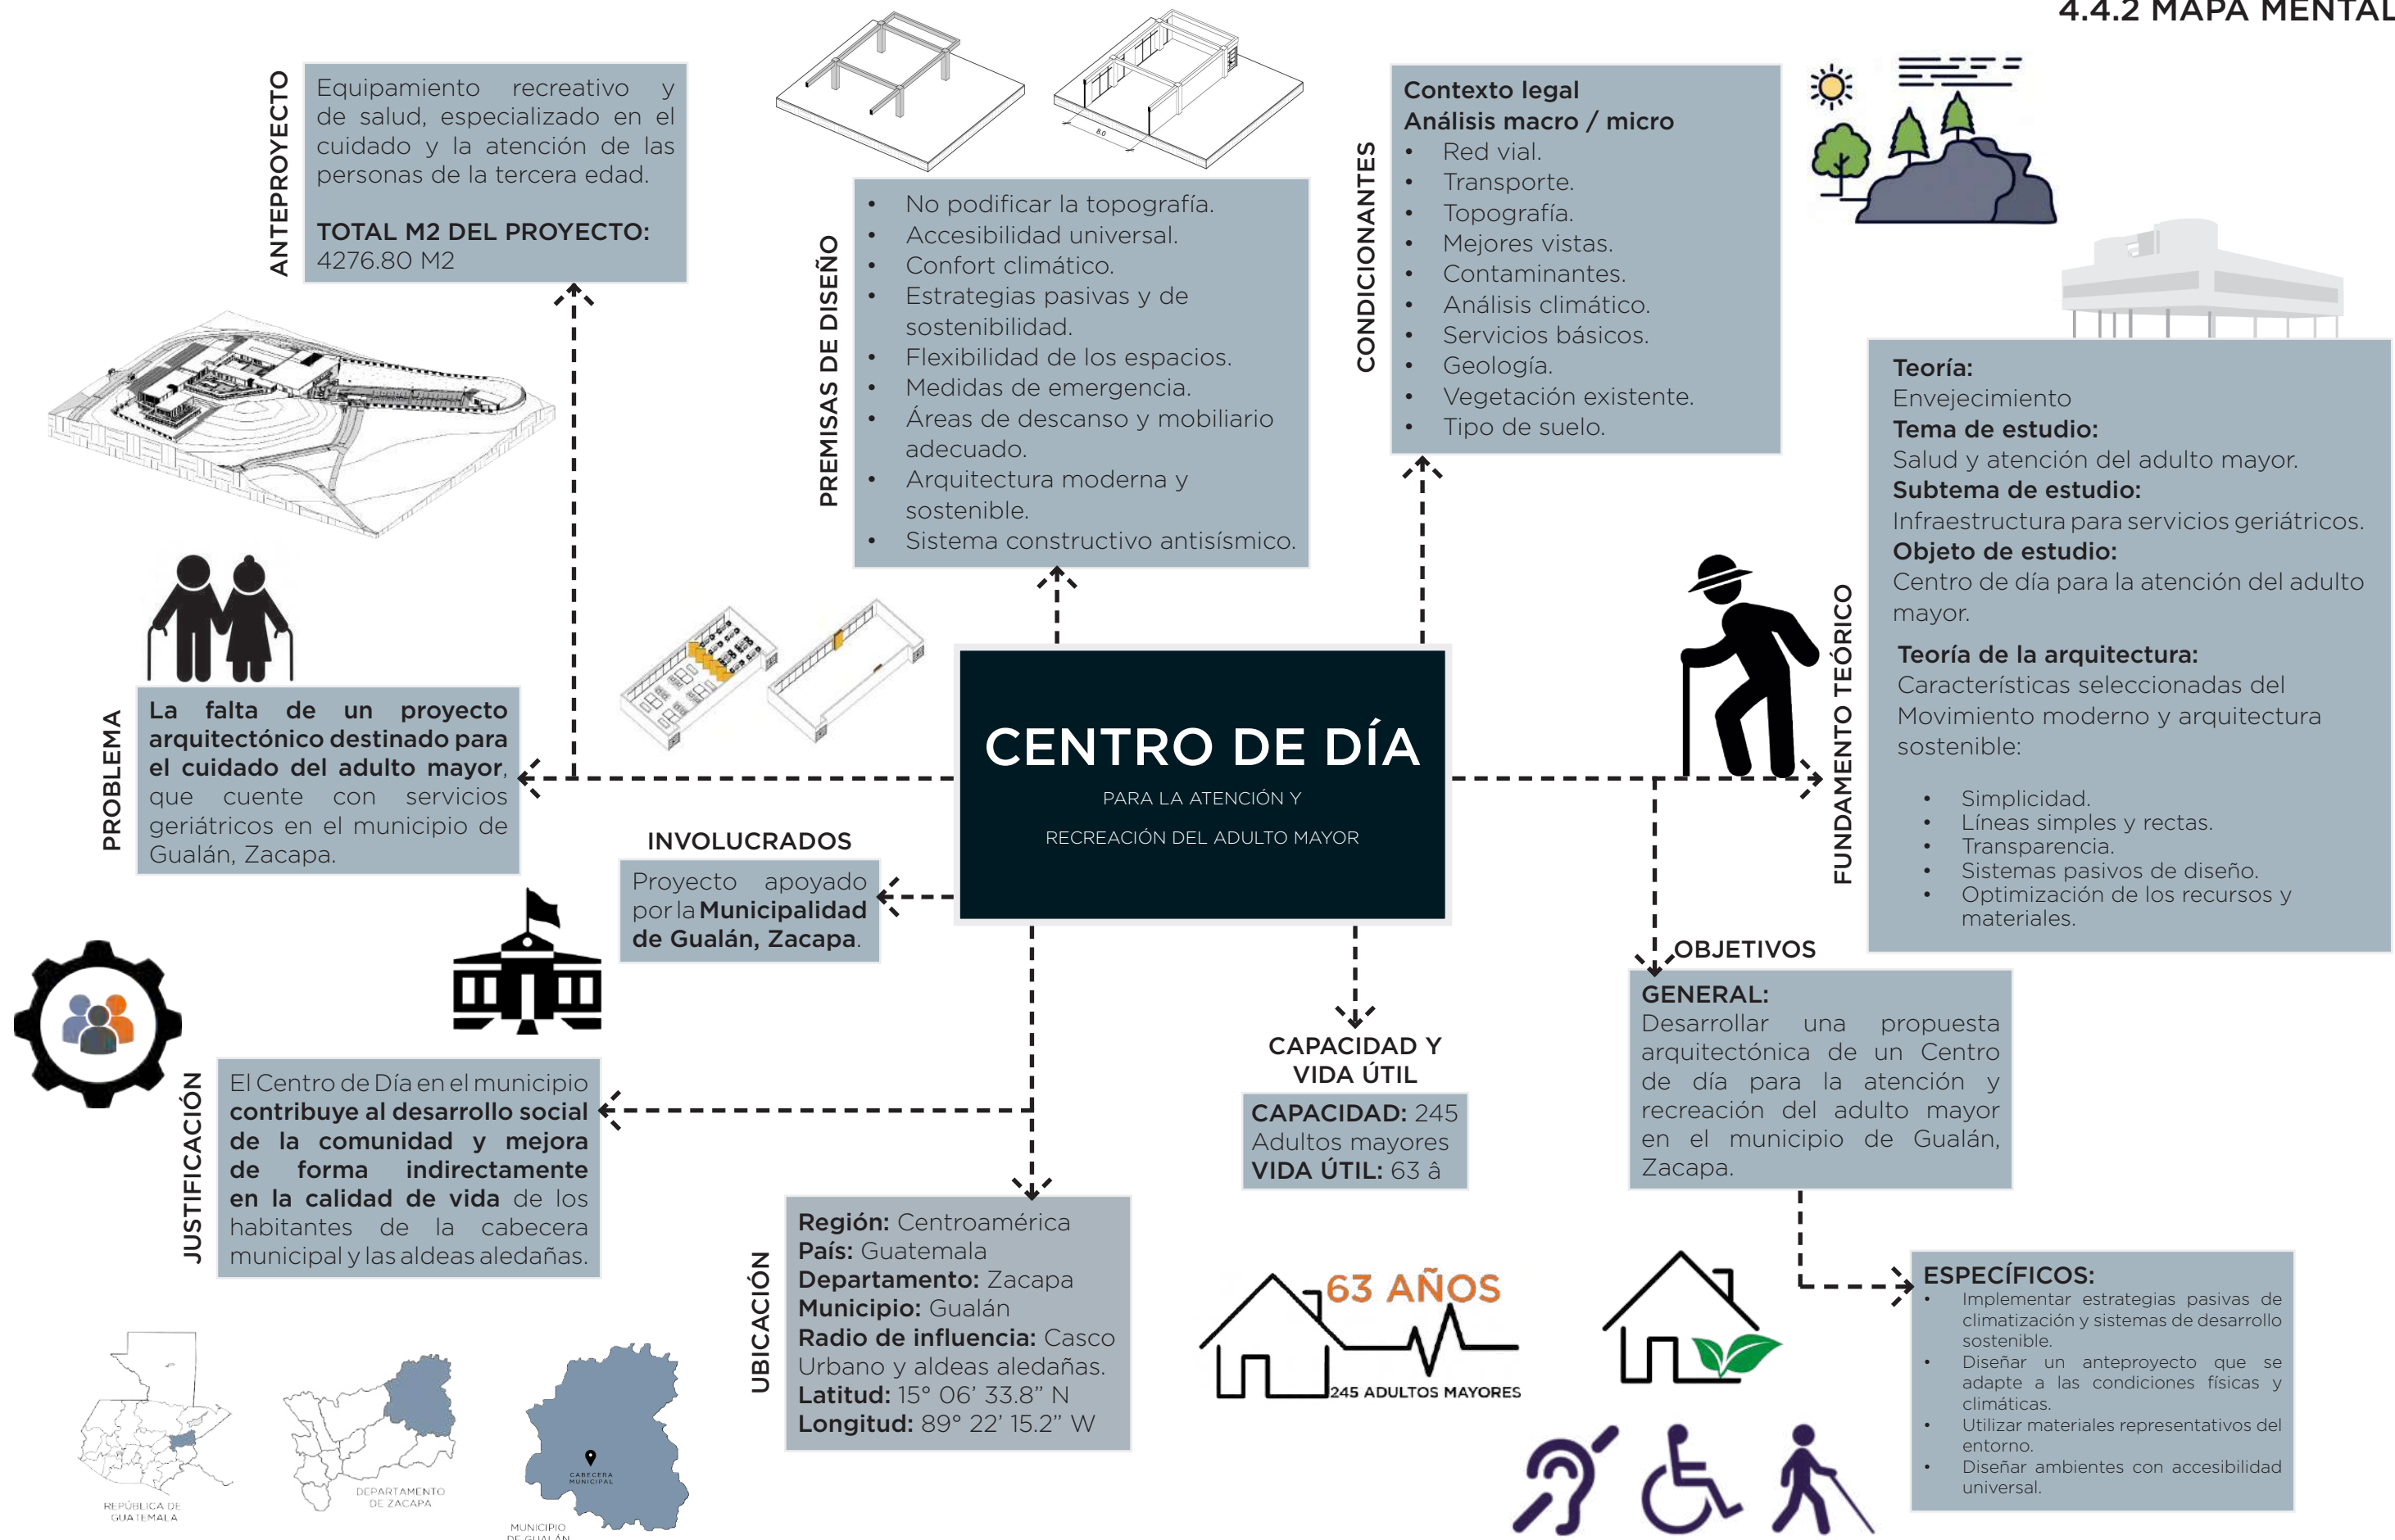 4.4.2 MAPA MENTAL
ANTEPROYECTO
Equipamiento recreativo y
de salud, especializado en el
cuidado y la atención de las
personas de la tercera edad.
TOTAL M2 DEL PROYECTO:
4276.80 M2
8.0
PREMISAS DE DISEÑO
• No podificar la topografía.
• Accesibilidad universal.
• Confort climático.
• Estrategias pasivas y de
sostenibilidad.
• Flexibilidad de los espacios.
• Medidas de emergencia.
• Áreas de descanso y mobiliario
adecuado.
• Arquitectura moderna y
sostenible.
• Sistema constructivo antisísmico.
CONDICIONANTES
Contexto legal
Análisis macro / micro
• Red vial.
• Transporte.
• Topografía.
• Mejores vistas.
• Contaminantes.
• Análisis climático.
• Servicios básicos.
• Geología.
• Vegetación existente.
• Tipo de suelo.
FUNDAMENTO TEÓRICO
Teoría:
Envejecimiento
Tema de estudio:
Salud y atención del adulto mayor.
Subtema de estudio:
Infraestructura para servicios geriátricos.
Objeto de estudio:
Centro de día para la atención del adulto
mayor.
Teoría de la arquitectura:
Características seleccionadas del
Movimiento moderno y arquitectura
sostenible:
• Simplicidad.
• Líneas simples y rectas.
• Transparencia.
• Sistemas pasivos de diseño.
• Optimización de los recursos y
materiales.
PROBLEMA
La falta de un proyecto
arquitectónico destinado para
el cuidado del adulto mayor,
que cuente con servicios
geriátricos en el municipio de
Gualán, Zacapa.
CENTRO DE DÍA
PARA LA ATENCIÓN Y
RECREACIÓN DEL ADULTO MAYOR
INVOLUCRADOS
Proyecto apoyado
por la Municipalidad
de Gualán, Zacapa.
JUSTIFICACIÓN
El Centro de Día en el municipio
contribuye al desarrollo social
de la comunidad y mejora
de forma indirectamente
en la calidad de vida de los
habitantes de la cabecera
municipal y las aldeas aledañas.
UBICACIÓN
Región: Centroamérica
País: Guatemala
Departamento: Zacapa
Municipio: Gualán
Radio de influencia: Casco
Urbano y aldeas aledañas.
Latitud: 15° 06’ 33.8” N
Longitud: 89° 22’ 15.2” W
CAPACIDAD Y
VIDA ÚTIL
CAPACIDAD: 245
Adultos mayores
VIDA ÚTIL: 63 â
63 AÑOS
245 ADULTOS MAYORES
OBJETIVOS
GENERAL:
Desarrollar una propuesta
arquitectónica de un Centro
de día para la atención y
recreación del adulto mayor
en el municipio de Gualán,
Zacapa.
ESPECÍFICOS:
• Implementar estrategias pasivas de
climatización y sistemas de desarrollo
sostenible.
• Diseñar un anteproyecto que se
adapte a las condiciones físicas y
climáticas.
• Utilizar materiales representativos del
entorno.
• Diseñar ambientes con accesibilidad
universal.
REPÚBLICA DE
GUATEMALA
DEPARTAMENTO
DE ZACAPA
CABECERA
MUNICIPAL
MUNICIPIO
DE GUALÁN